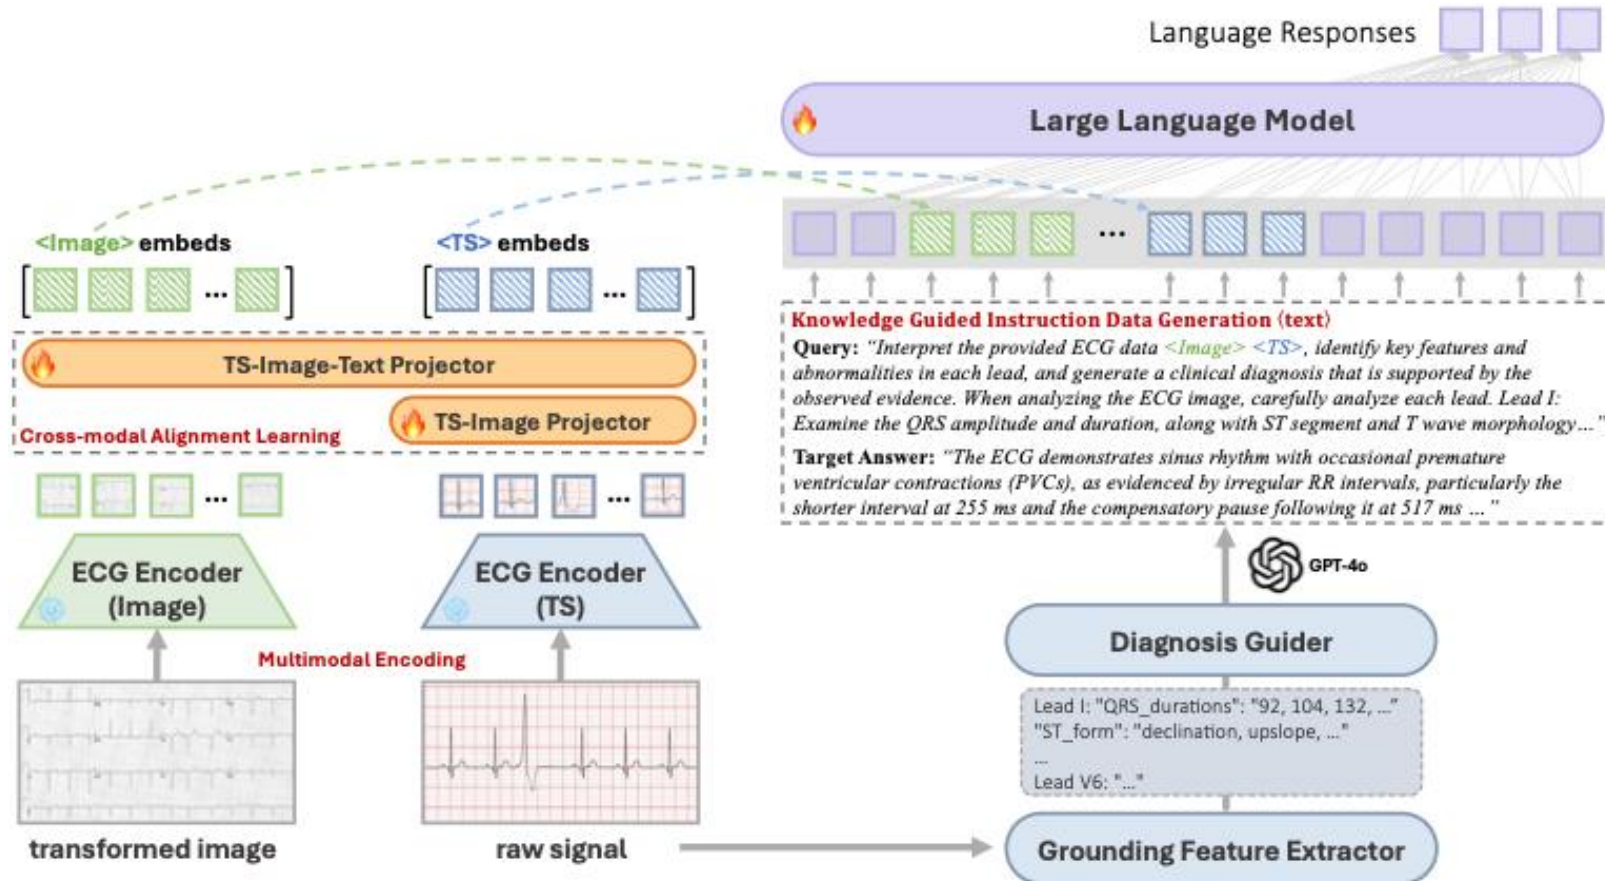 Language Responses
Large Language Model
<Image> embeds
<TS> embeds
[ ... ]
[ ... ]
...
TS-Image-Text Projector
TS-Image Projector
Cross-modal Alignment Learning
...
...
ECG Encoder
(Image)
ECG Encoder
(TS)
Multimodal Encoding
transformed image
raw signal
Knowledge Guided Instruction Data Generation (text)
Query: “Interpret the provided ECG data <Image> <TS>, identify key features and
abnormalities in each lead, and generate a clinical diagnosis that is supported by the
observed evidence. When analyzing the ECG image, carefully analyze each lead. Lead I:
Examine the QRS amplitude and duration, along with ST segment and T wave morphology…”
Target Answer: “The ECG demonstrates sinus rhythm with occasional premature
ventricular contractions (PVCs), as evidenced by irregular RR intervals, particularly the
shorter interval at 255 ms and the compensatory pause following it at 517 ms …”
GPT-4o
Diagnosis Guider
Lead I: "QRS_durations": "92, 104, 132, …"
"ST_form": "declination, upslope, …"
...
Lead V6: "…"
Grounding Feature Extractor